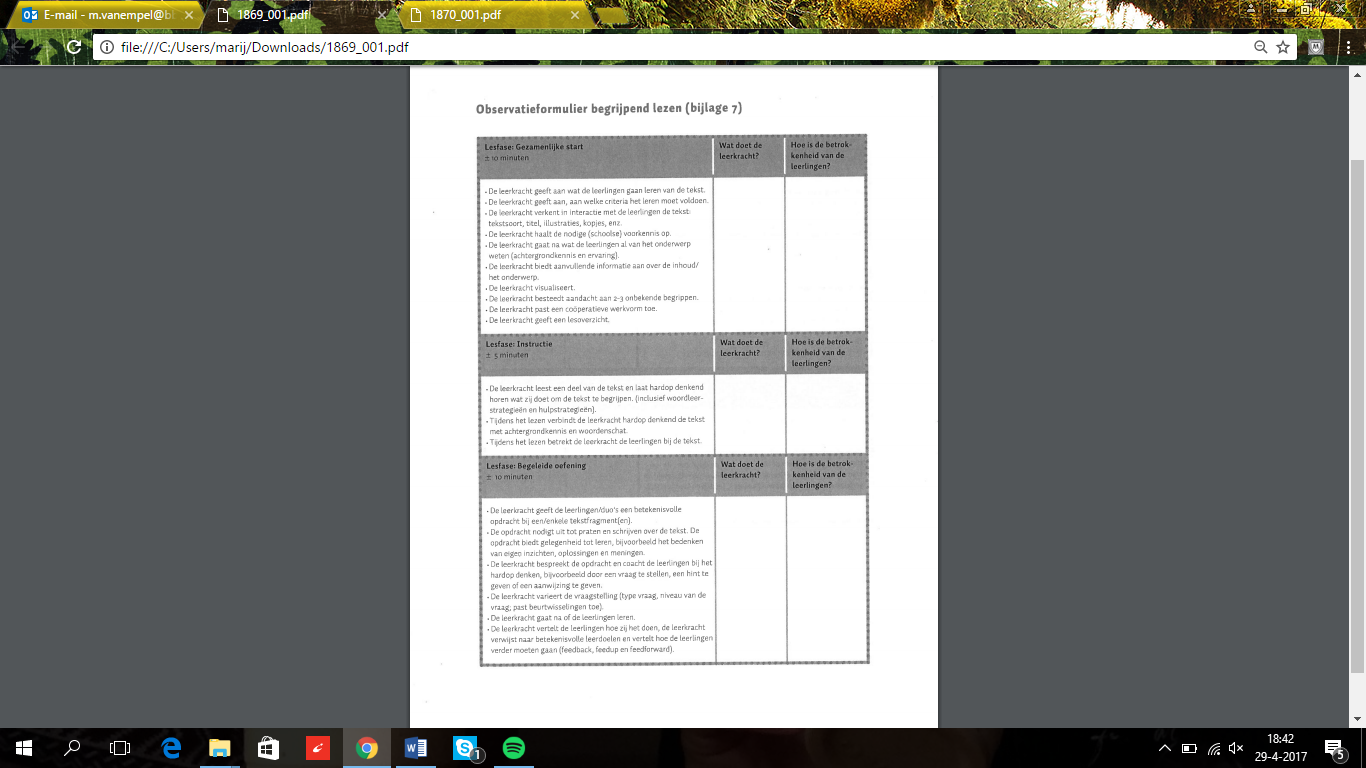 E-mail - m.vanempel@b
1869_001.pdf
1870_001.pdf
file:///C:/Users/marij/Downloads/1869_001.pdf
Observatieformulier begrijpend lezen (bijlage 7)
Lesfase: Gezamenlijke start
± 10 minuten
Wat doet de
leerkracht?
Hoe is de betrok-
kenheid van de
leerlingen?
• De leerkracht geeft aan wat de leerlingen gaan leren van de tekst.
• De leerkracht geeft aan, aan welke criteria het leren moet voldoen.
• De leerkracht verkent in interactie met de leerlingen de tekst:
tekstsoort, titel, illustraties, kopjes, enz.
• De leerkracht haalt de nodige (schoolse) voorkennis op.
• De leerkracht gaat na wat de leerlingen al van het onderwerp
weten (achtergrondkennis en ervaring).
• De leerkracht biedt aanvullende informatie aan over de inhoud/
het onderwerp.
• De leerkracht visualiseert.
• De leerkracht besteedt aandacht aan 2-3 onbekende begrippen.
• De leerkracht past een coöperatieve werkvorm toe.
• De leerkracht geeft een lesoverzicht.
Lesfase: Instructie
± 5 minuten
Wat doet de
leerkracht?
Hoe is de betrok-
kenheid van de
leerlingen?
• De leerkracht leest een deel van de tekst en laat hardop denkend
horen wat zij doet om de tekst te begrijpen. (inclusief woordleer-
strategieën en hulpstrategieën).
• Tijdens het lezen verbindt de leerkracht hardop denkend de tekst
met achtergrondkennis en woordenschat.
• Tijdens het lezen betrekt de leerkracht de leerlingen bij de tekst.
Lesfase: Begeleide oefening
± 10 minuten
Wat doet de
leerkracht?
Hoe is de betrok-
kenheid van de
leerlingen?
• De leerkracht geeft de leerlingen/duo's een betekenisvolle
opdracht bij een/enkele tekstfragment(en).
• De opdracht nodigt uit tot praten en schrijven over de tekst. De
opdracht biedt gelegenheid tot leren, bijvoorbeeld het bedenken
van eigen inzichten, oplossingen en meningen.
• De leerkracht bespreekt de opdracht en coacht de leerlingen bij het
hardop denken, bijvoorbeeld door een vraag te stellen, een hint te
geven of een aanwijzing te geven.
• De leerkracht varieert de vraagstelling (type vraag, niveau van de
vraag; past beurtwisselingen toe).
• De leerkracht gaat na of de leerlingen leren.
• De leerkracht vertelt de leerlingen hoe zij het doen, de leerkracht
verwijst naar betekenisvolle leerdoelen en vertelt hoe de leerlingen
verder moeten gaan (feedback, feedup en feedforward).
1
18:42
29-4-2017
5